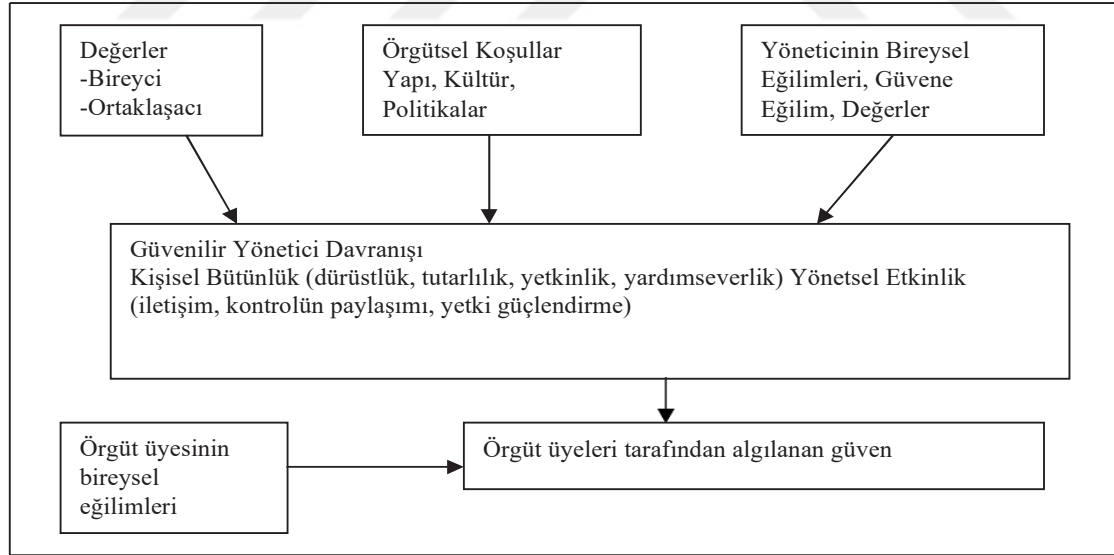 Değerler
-Bireyci
-Ortaklaşacı
Örgütsel Koşullar
Yapı, Kültür,
Politikalar
Yöneticinin Bireysel
Eğilimleri, Güvene
Eğilim, Değerler
Güvenilir Yönetici Davranışı
Kişisel Bütünlük (dürüstlük, tutarlılık, yetkinlik, yardımseverlik) Yönetsel Etkinlik
(iletişim, kontrolün paylaşımı, yetki güçlendirme)
Örgüt üyesinin
bireysel
eğilimleri
Örgüt üyeleri tarafından algılanan güven